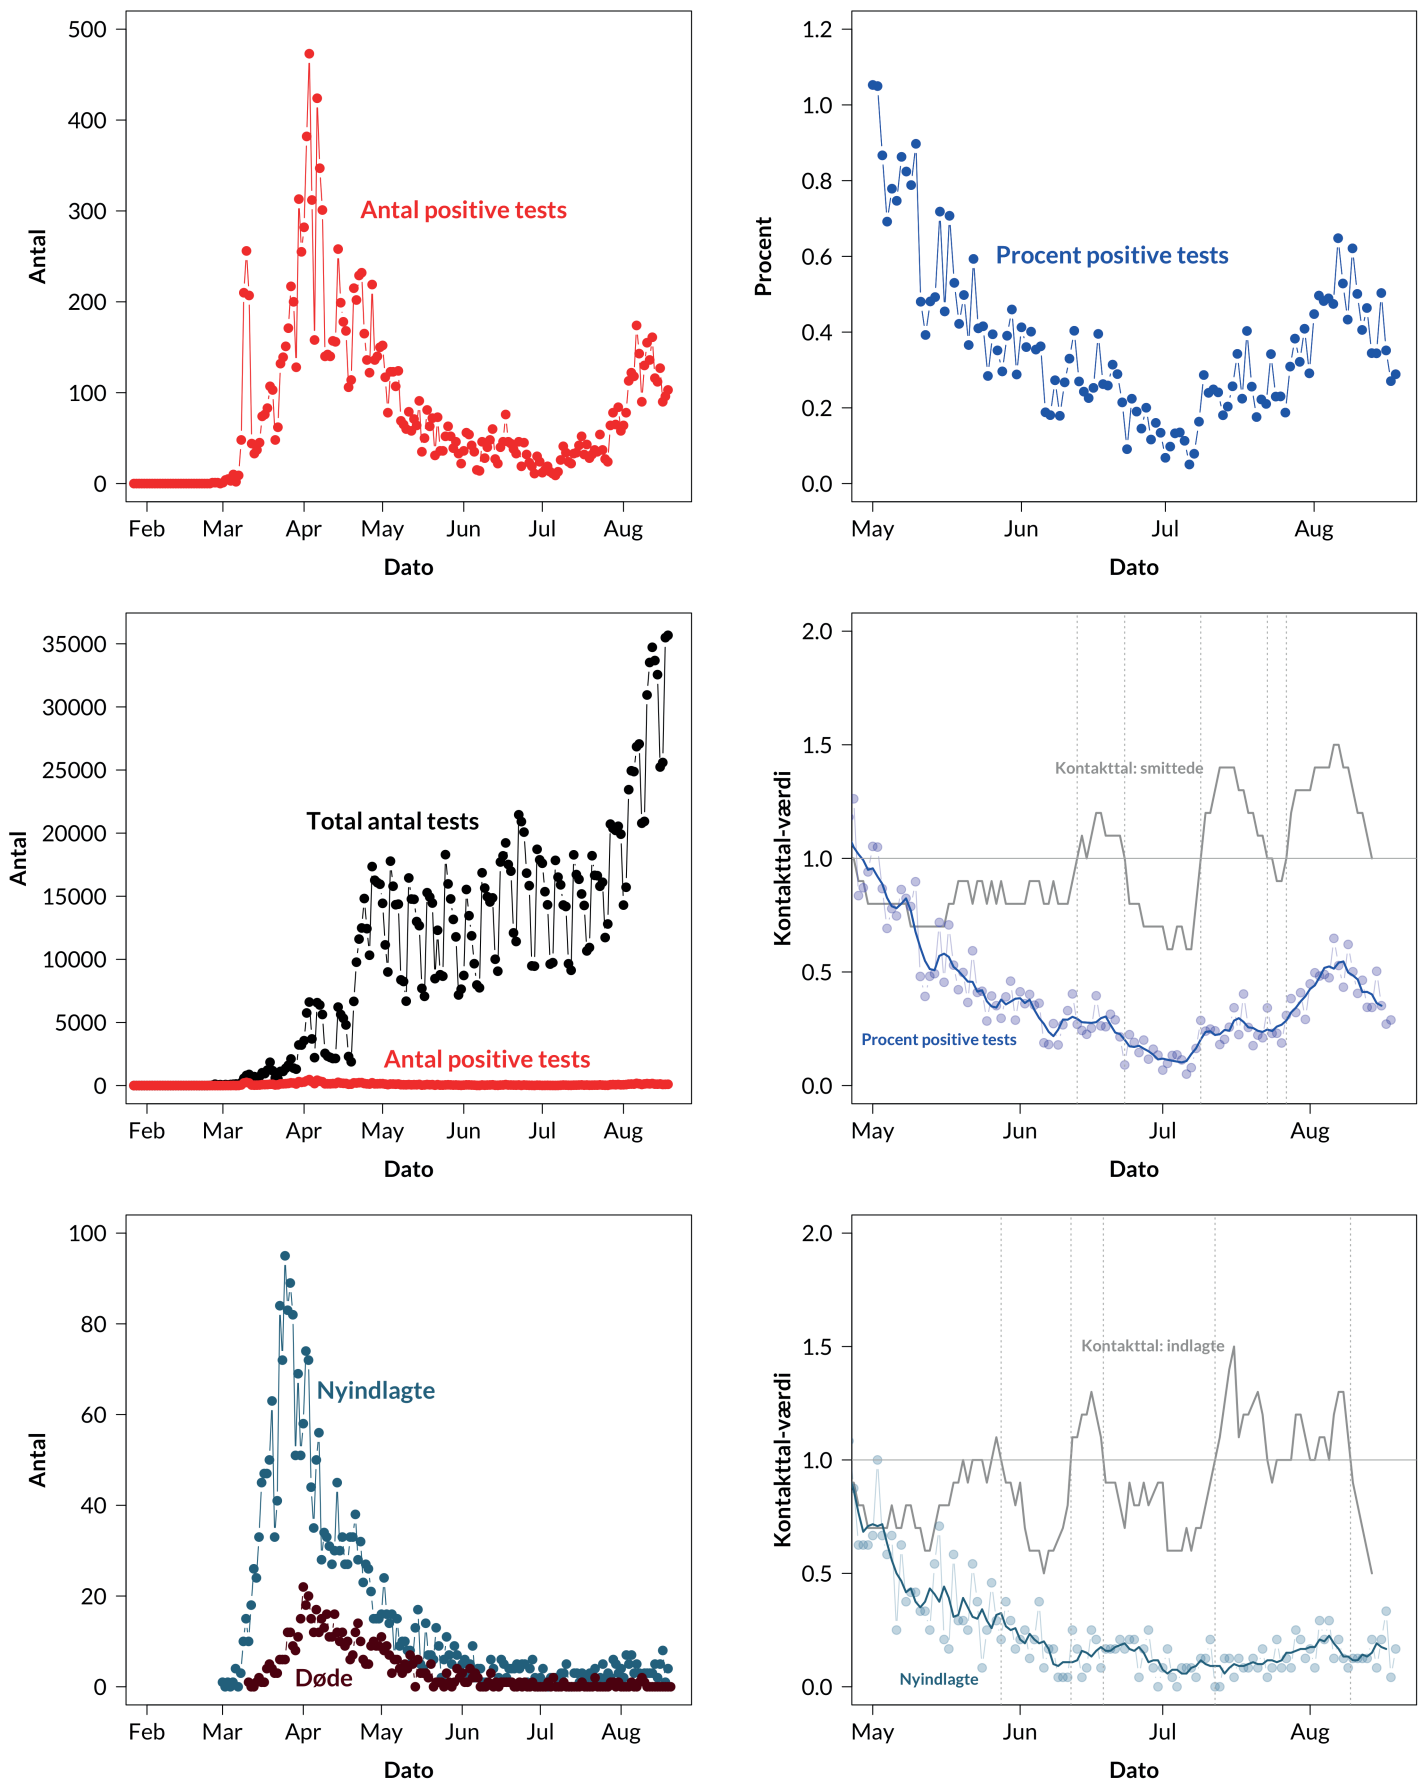 500
400
300
200
100
0
Antal
Antal positive tests
Feb Mar Apr May Jun Jul Aug
Dato
1.2
1.0
0.8
0.6
0.4
0.2
0.0
Procent
Procent positive tests
May Jun Jul Aug
Dato
35000
30000
25000
20000
15000
10000
5000
0
Antal
Total antal tests
Antal positive tests
Feb Mar Apr May Jun Jul Aug
Dato
2.0
1.5
1.0
0.5
0.0
Kontakttal-værdi
Kontakttal: smittede
Procent positive tests
May Jun Jul Aug
Dato
100
80
60
40
20
0
Antal
Nyindlagte
Døde
Feb Mar Apr May Jun Jul Aug
Dato
2.0
1.5
1.0
0.5
0.0
Kontakttal-værdi
Kontakttal: indlagte
Nyindlagte
May Jun Jul Aug
Dato